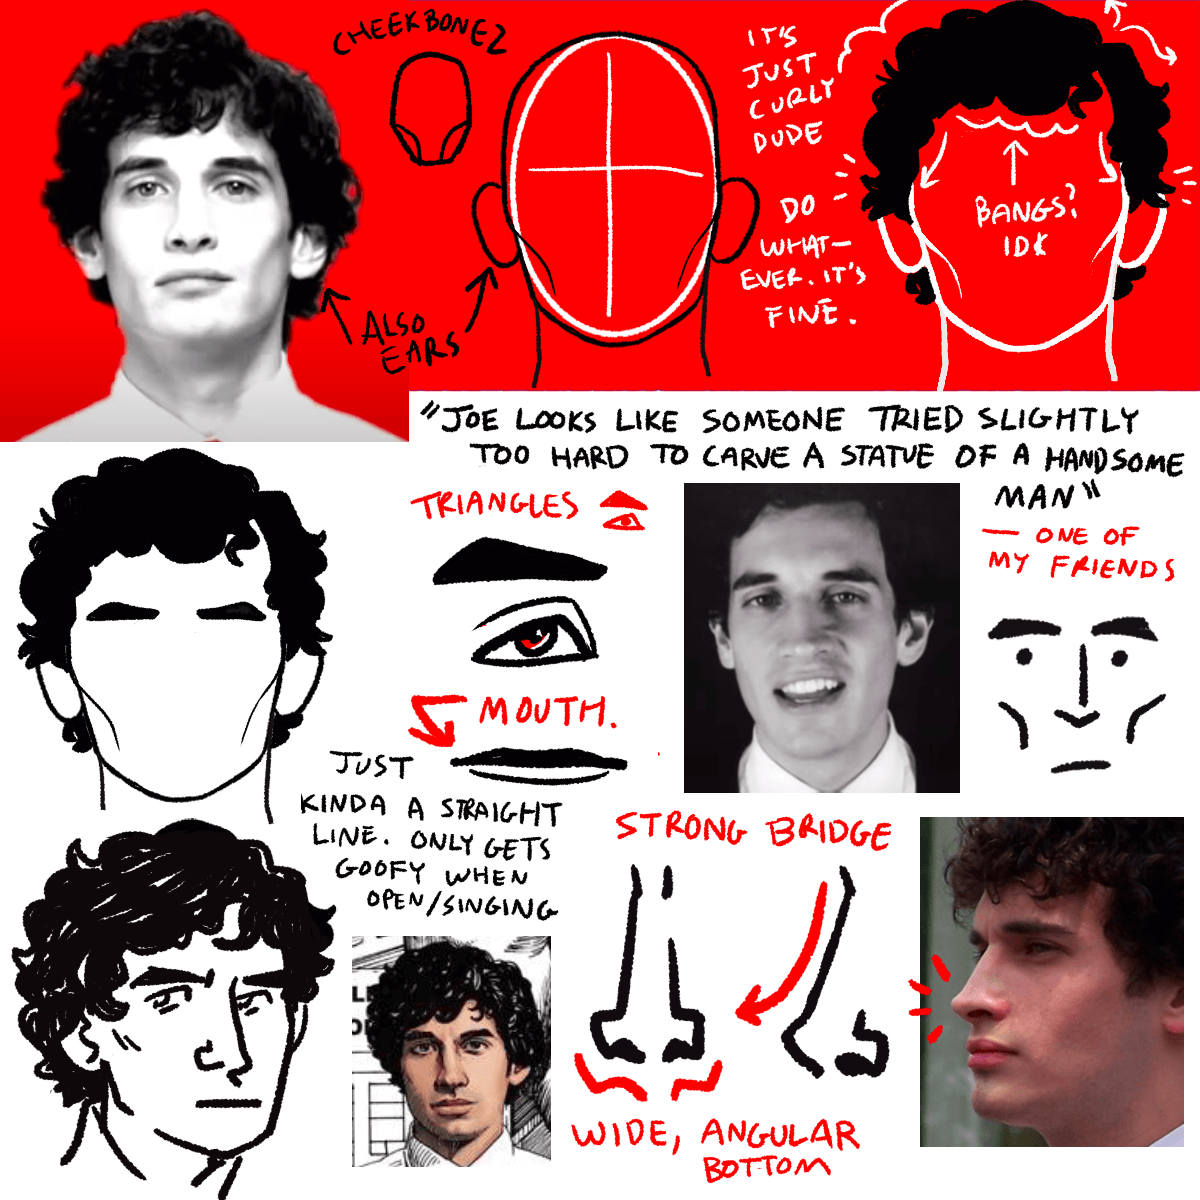 CHEEKBONEZ
ALSO
EARS
IT'S
JUST
CURLY
DUDE
DO
WHAT—
EVER. IT'S
FINE.
BANGS?
IDK
"JOE LOOKS LIKE SOMEONE TRIED SLIGHTLY
TOO HARD TO CARVE A STATUE OF A HANDSOME
MAN"
— ONE OF
MY FRIENDS
TRIANGLES
MOUTH.
JUST
KINDA A STRAIGHT
LINE. ONLY GETS
GOOFY WHEN
OPEN/SINGING
STRONG BRIDGE
WIDE, ANGULAR
BOTTOM